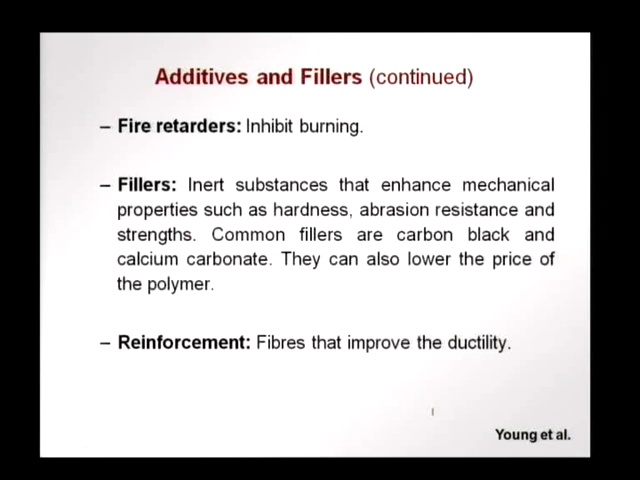 Additives and Fillers (continued)
– Fire retarders: Inhibit burning.
– Fillers: Inert substances that enhance mechanical
properties such as hardness, abrasion resistance and
strengths. Common fillers are carbon black and
calcium carbonate. They can also lower the price of
the polymer.
– Reinforcement: Fibres that improve the ductility.
Young et al.